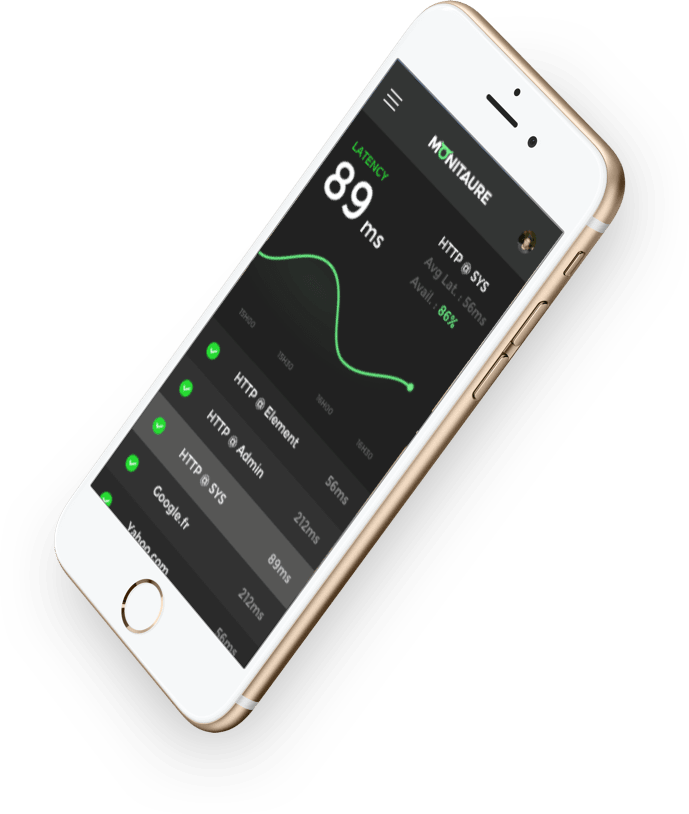 MONITAURE
LATENCY
89 ms
HTTP @ SYS
Avg Lat. : 56ms
Avail. : 86%
15H00 15H30 16H00 16H30
HTTP @ Element 56ms
HTTP @ Admin 212ms
HTTP @ SYS 89ms
Google.fr 212ms
Yahoo.com 56ms